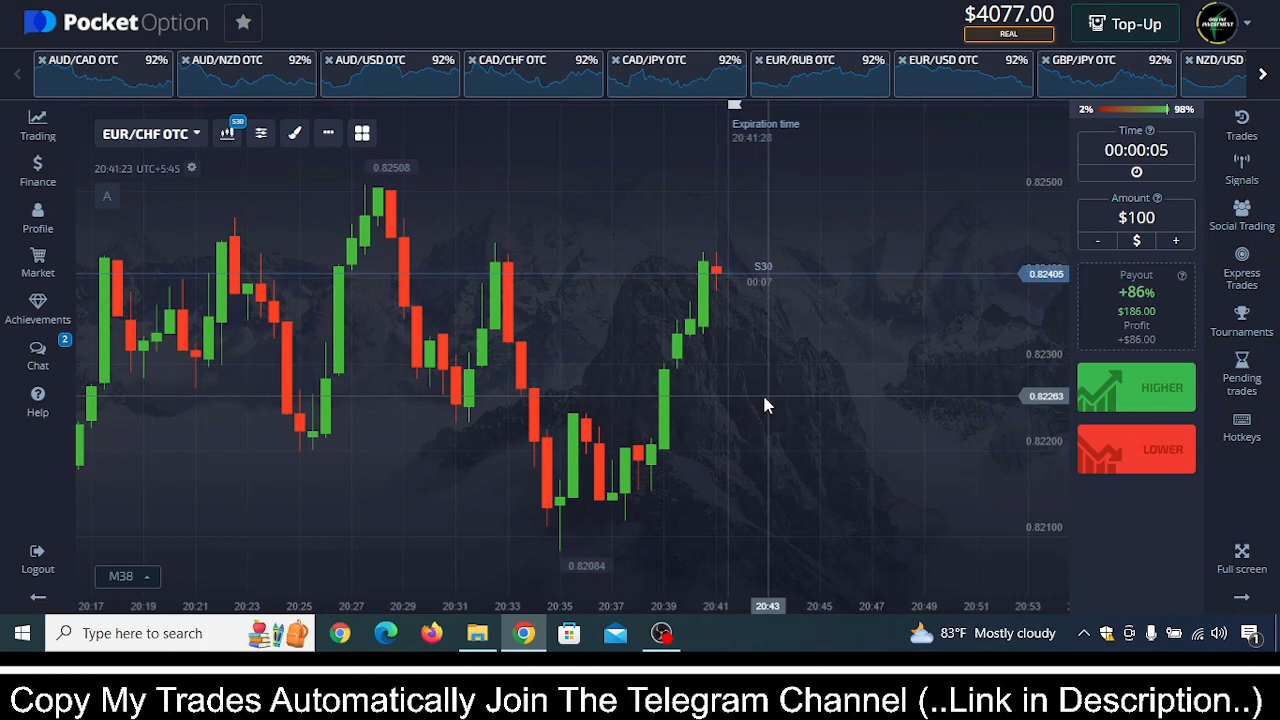 PocketOption
$4077.00
REAL
Top-Up
AUD/CAD OTC 92%
AUD/NZD OTC 92%
AUD/USD OTC 92%
CAD/CHF OTC 92%
CAD/JPY OTC 92%
EUR/RUB OTC 92%
EUR/USD OTC 92%
GBP/JPY OTC 92%
NZD/USD
Trading
Finance
Profile
Market
Achievements
2
Chat
Help
Logout
EUR/CHF OTC
S30
20:41:23 UTC+5:45
A
0.82508
Expiration time
20:41:28
S30
00:07
0.82084
M38
0.82500
0.82405
0.82300
0.82263
0.82200
0.82100
20:17 20:19 20:21 20:23 20:25 20:27 20:29 20:31 20:33 20:35 20:37 20:39 20:41 20:43 20:45 20:47 20:49 20:51 20:53
2% 98%
Time
00:00:05
Amount
$100
- $ +
Payout
+86%
$186.00
Profit
+$86.00
HIGHER
LOWER
Trades
Signals
Social Trading
Express
Trades
Tournaments
Pending
trades
Hotkeys
Full screen
Type here to search
83°F Mostly cloudy
1
Copy My Trades Automatically Join The Telegram Channel (..Link in Description..)